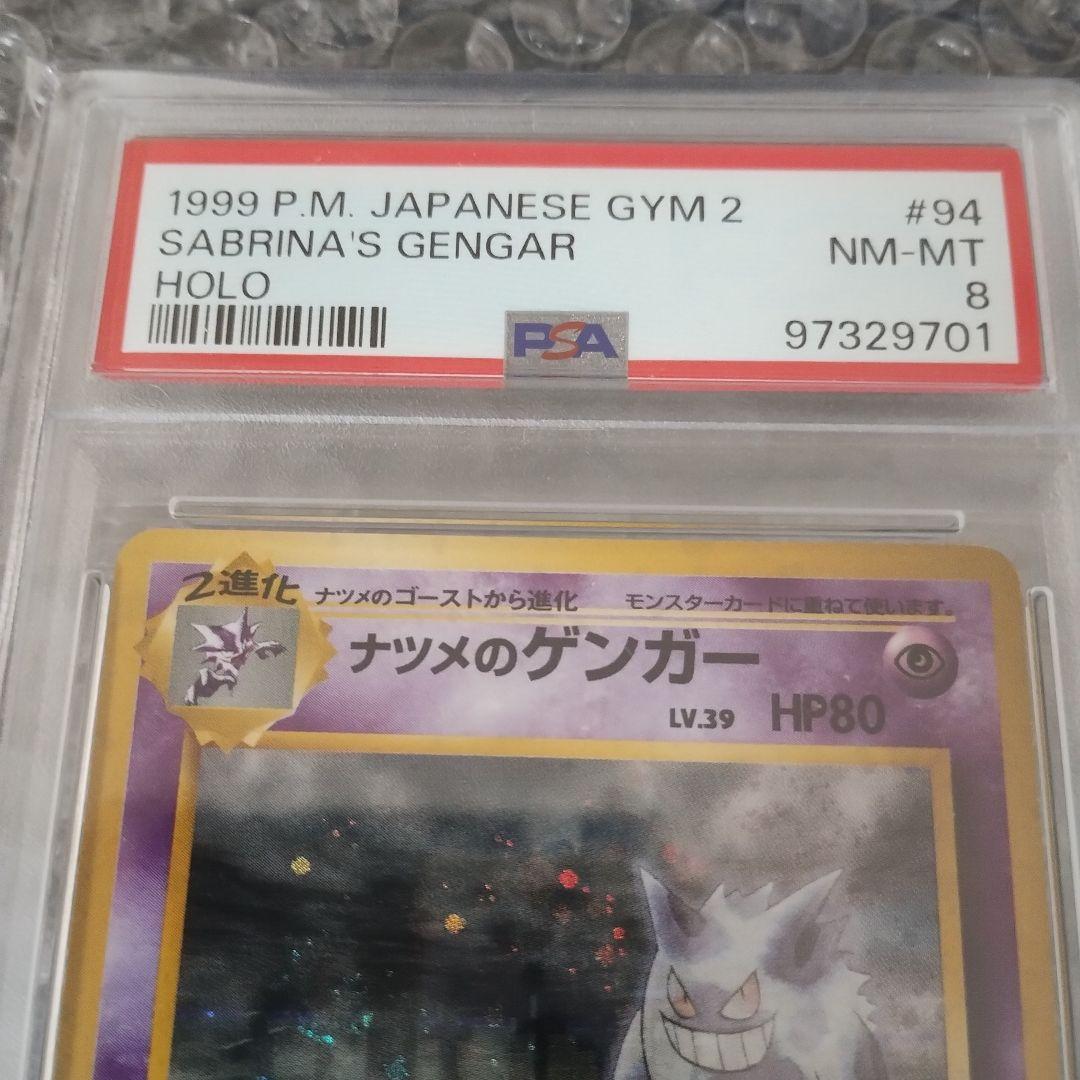 1999 P.M. JAPANESE GYM 2 #94
SABRINA'S GENGAR NM-MT
HOLO 8
PSA 97329701
2進化 ナツメのゴーストから進化 モンスターカードに重ねて使います。
ナツメのゲンガー
LV.39 HP80